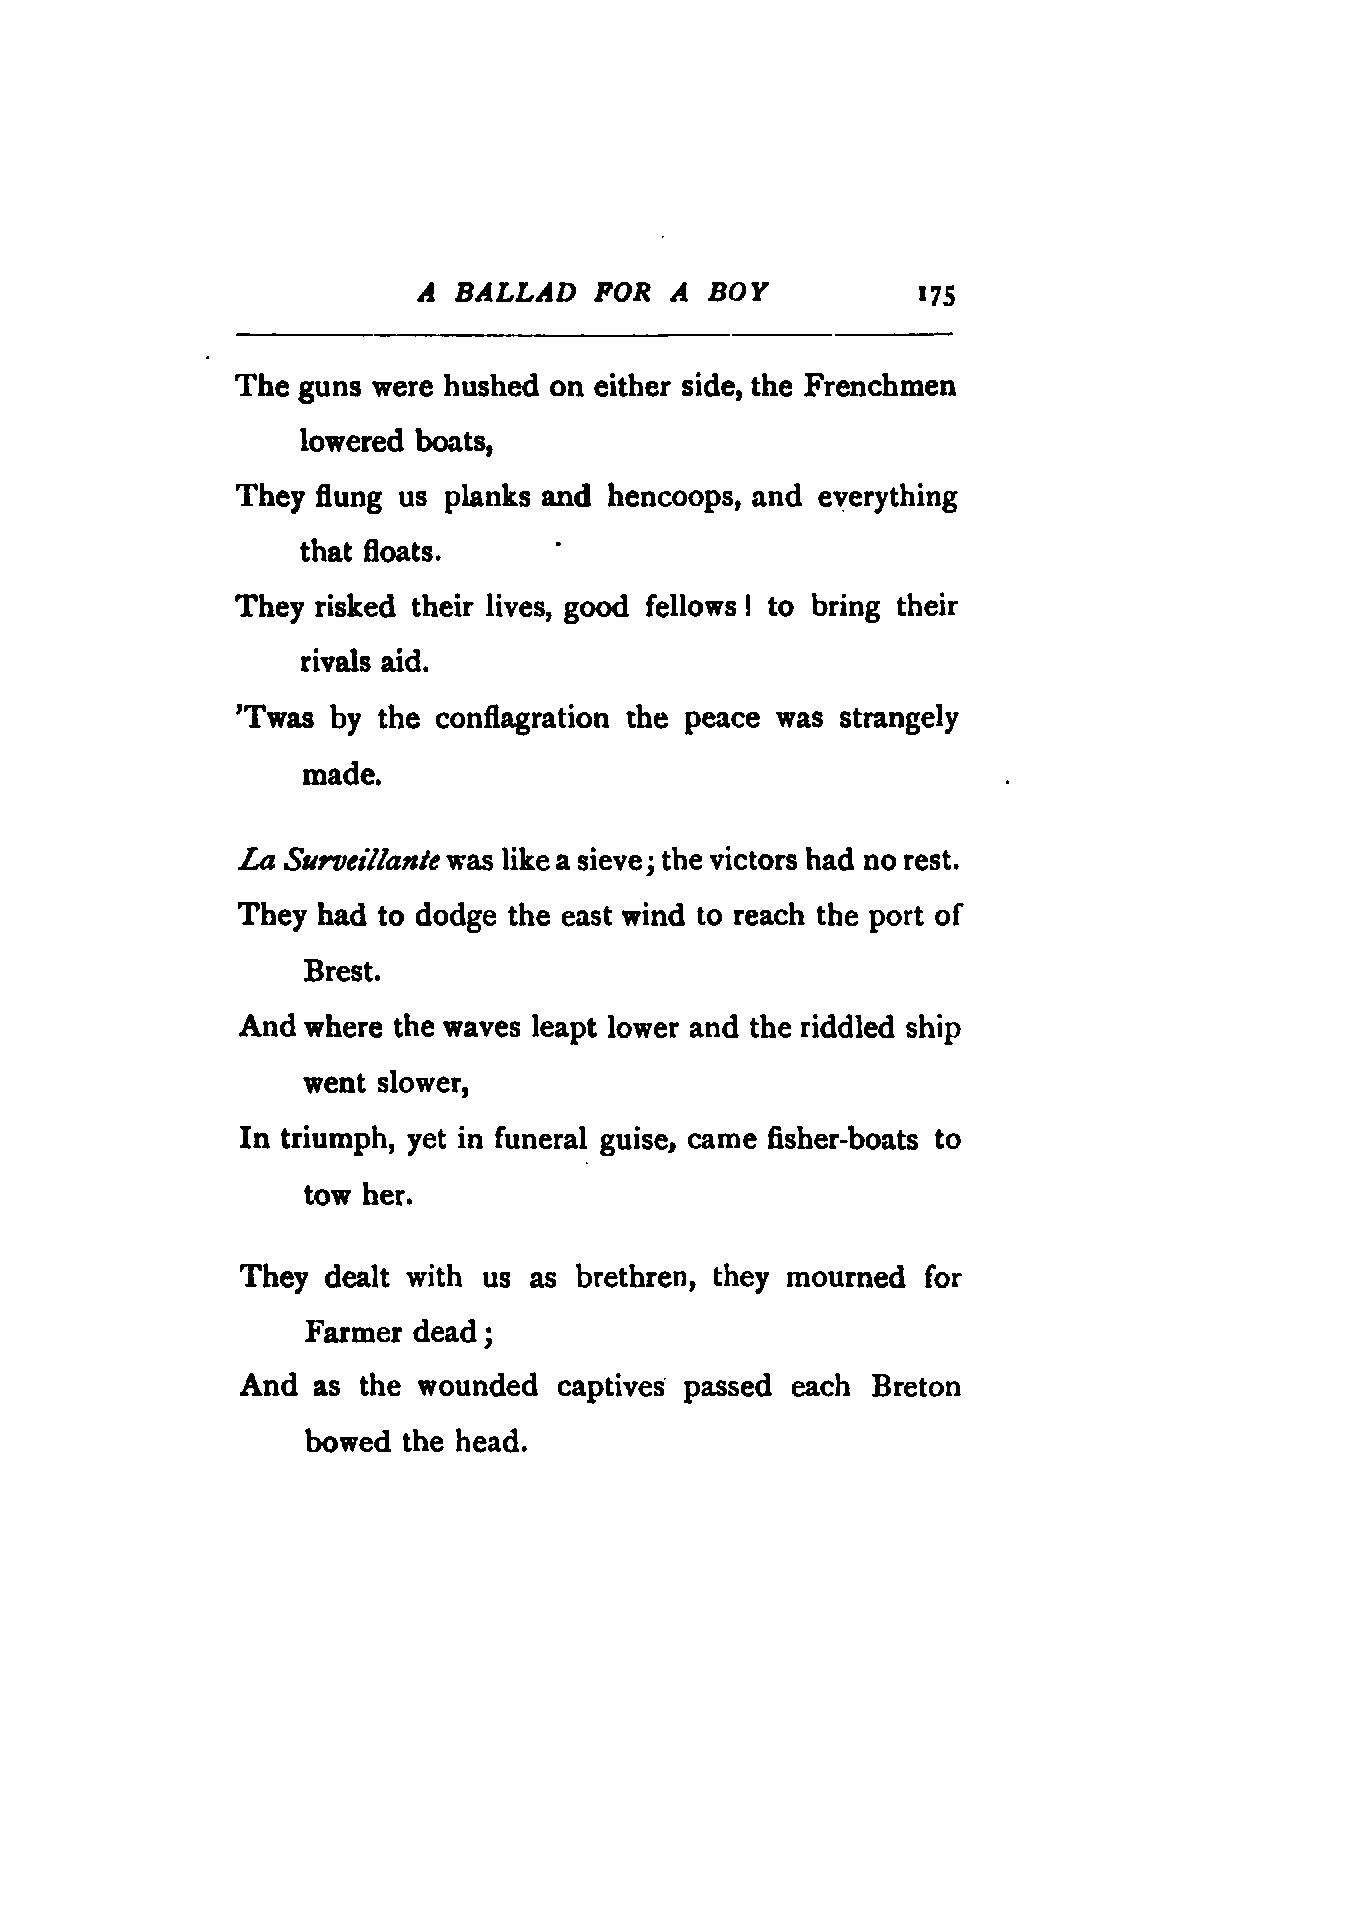 A BALLAD FOR A BOY 175
The guns were hushed on either side, the Frenchmen
lowered boats,
They flung us planks and hencoops, and everything
that floats.
They risked their lives, good fellows! to bring their
rivals aid.
'Twas by the conflagration the peace was strangely
made.
La Surveillante was like a sieve; the victors had no rest.
They had to dodge the east wind to reach the port of
Brest.
And where the waves leapt lower and the riddled ship
went slower,
In triumph, yet in funeral guise, came fisher-boats to
tow her.
They dealt with us as brethren, they mourned for
Farmer dead;
And as the wounded captives passed each Breton
bowed the head.